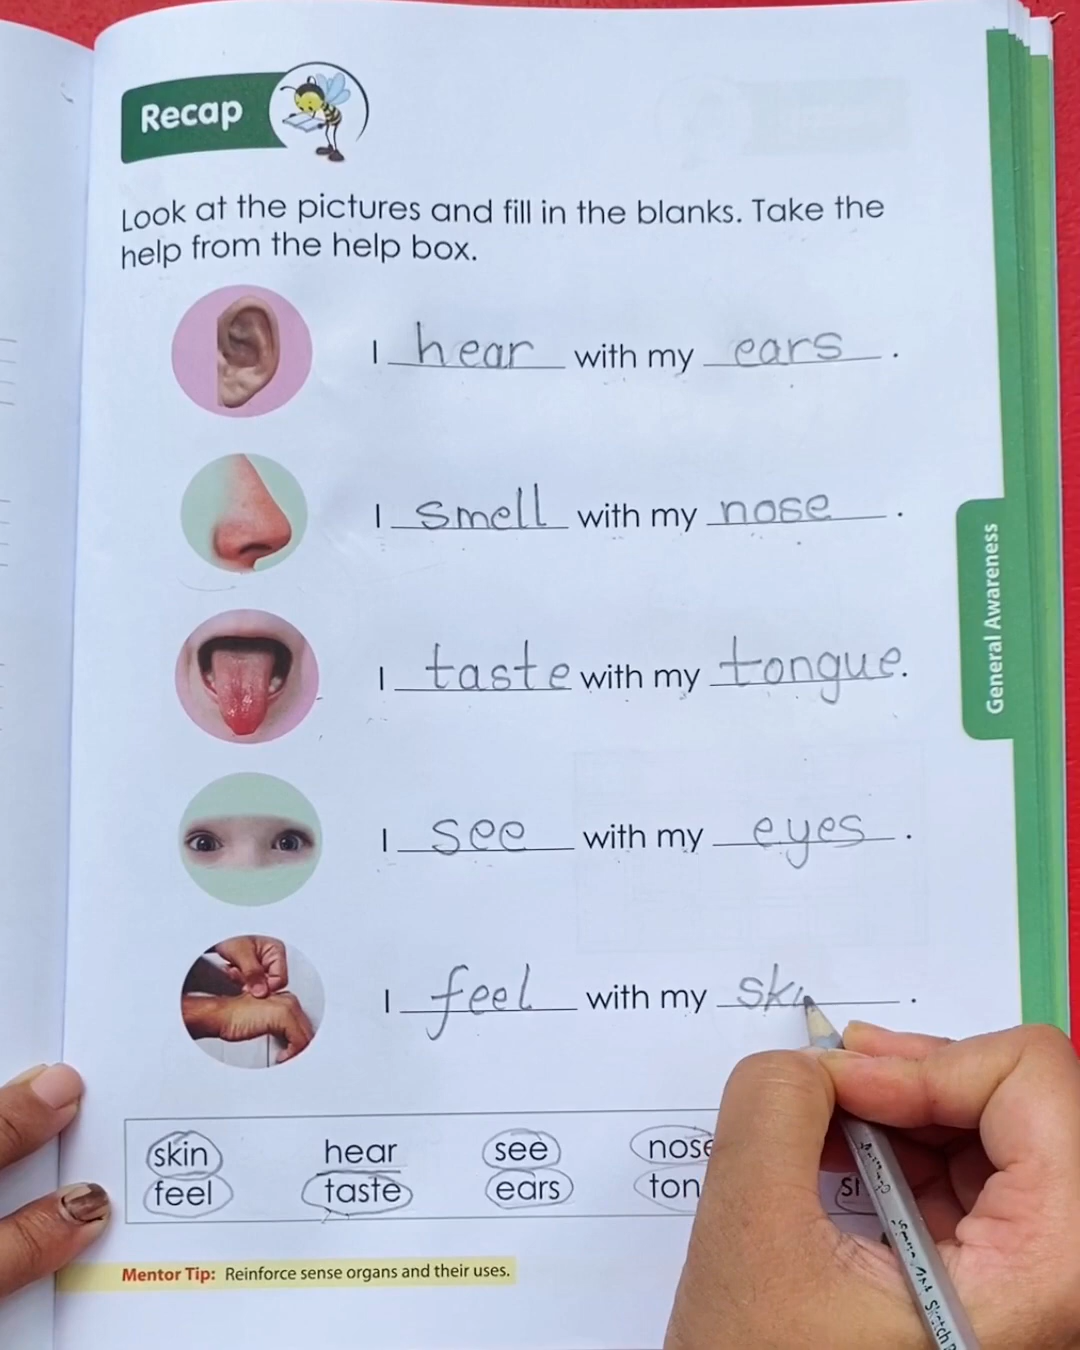 Recap
Look at the pictures and fill in the blanks. Take the
help from the help box.
I hear with my ears.
I smell with my nose.
I taste with my tongue.
I see with my eyes.
I feel with my sk
General Awareness
skin hear see nose
feel taste ears ton
Mentor Tip: Reinforce sense organs and their uses.